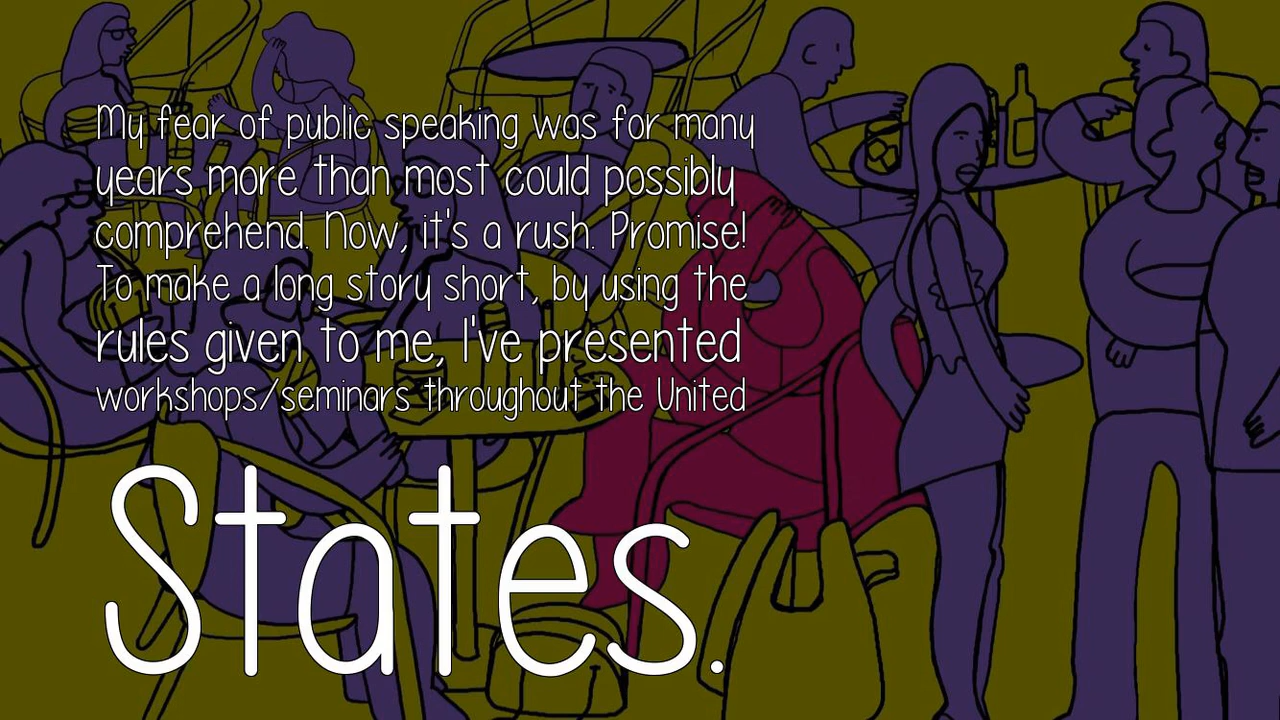 My fear of public speaking was for many
years more than most could possibly
comprehend. Now, it's a rush. Promise!
To make a long story short, by using the
rules given to me, I've presented
workshops/seminars throughout the United
States.